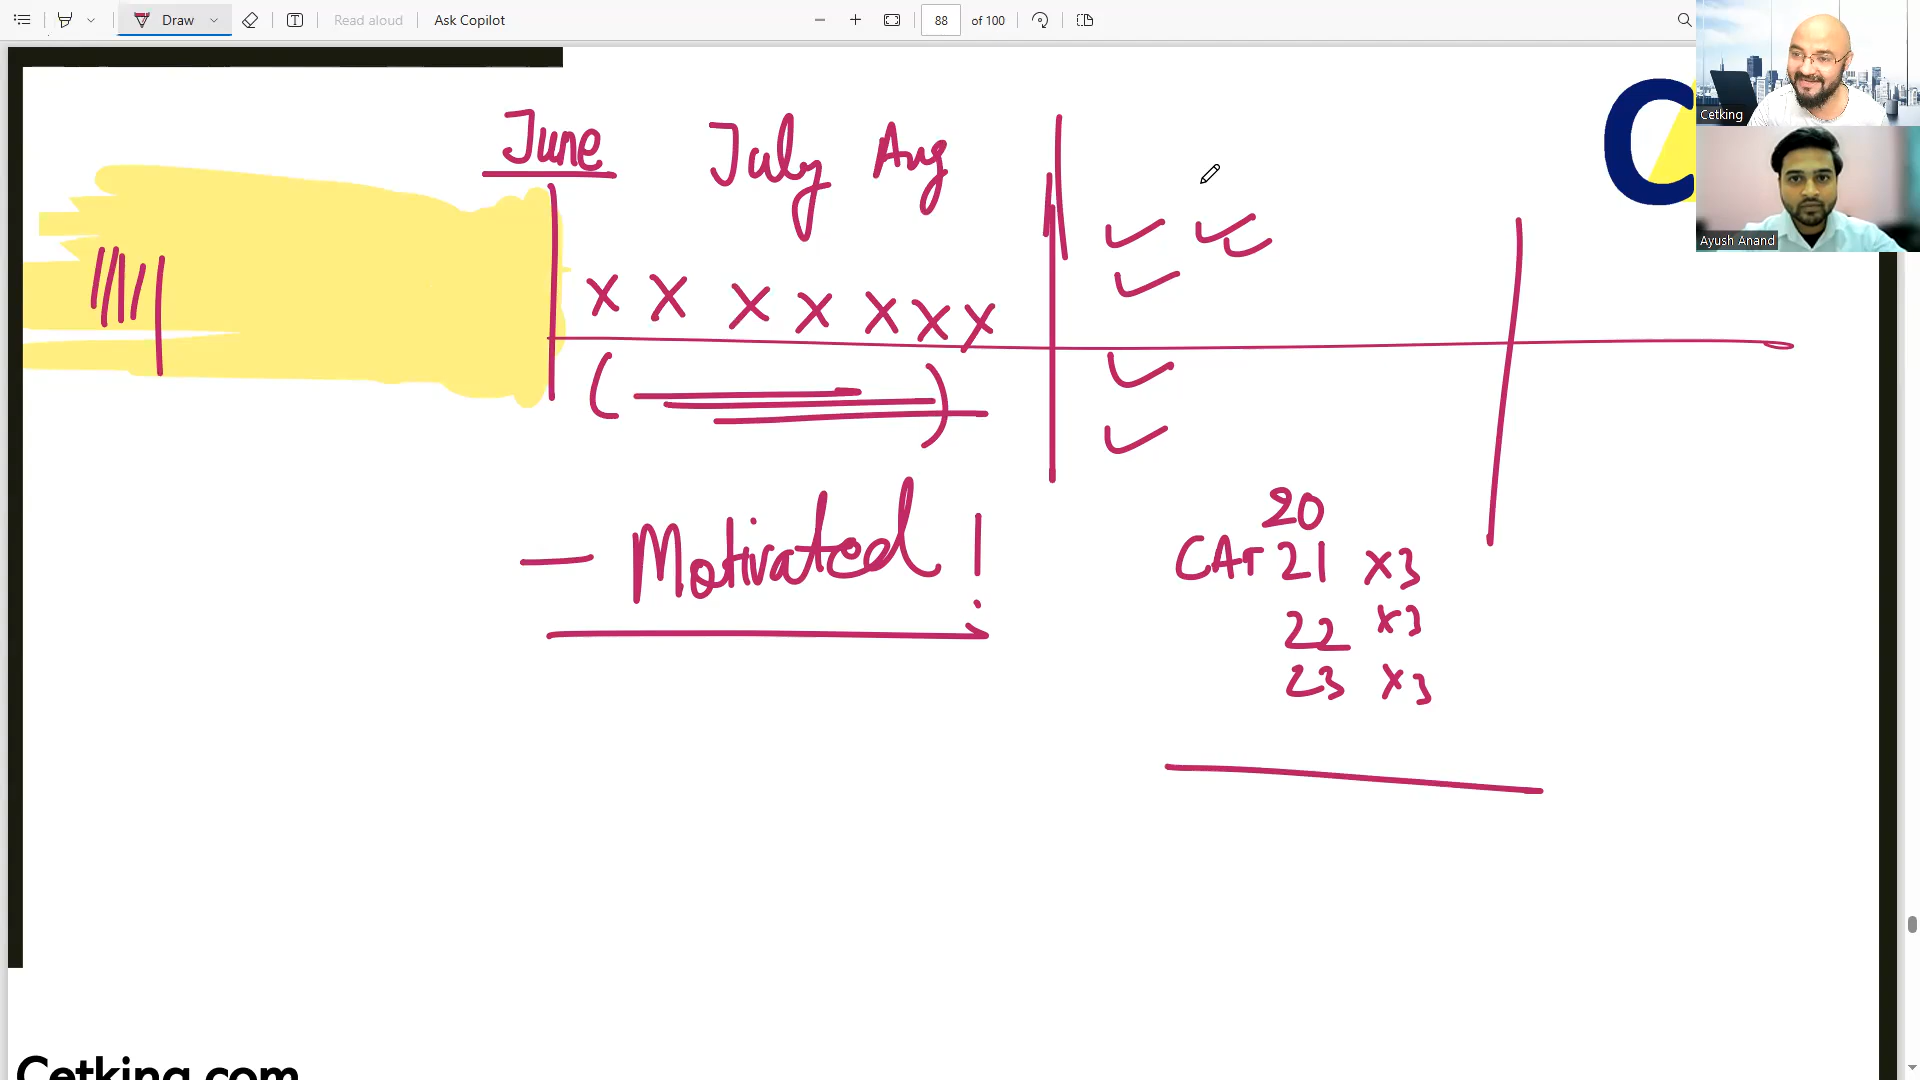 Draw
Read aloud
Ask Copilot
88 of 100
Cetking
Ayush Anand
C
June July Aug
x x x x x x x
- Motivated!
20
CAT 21 x3
22 x3
23 x3
Cetking.com